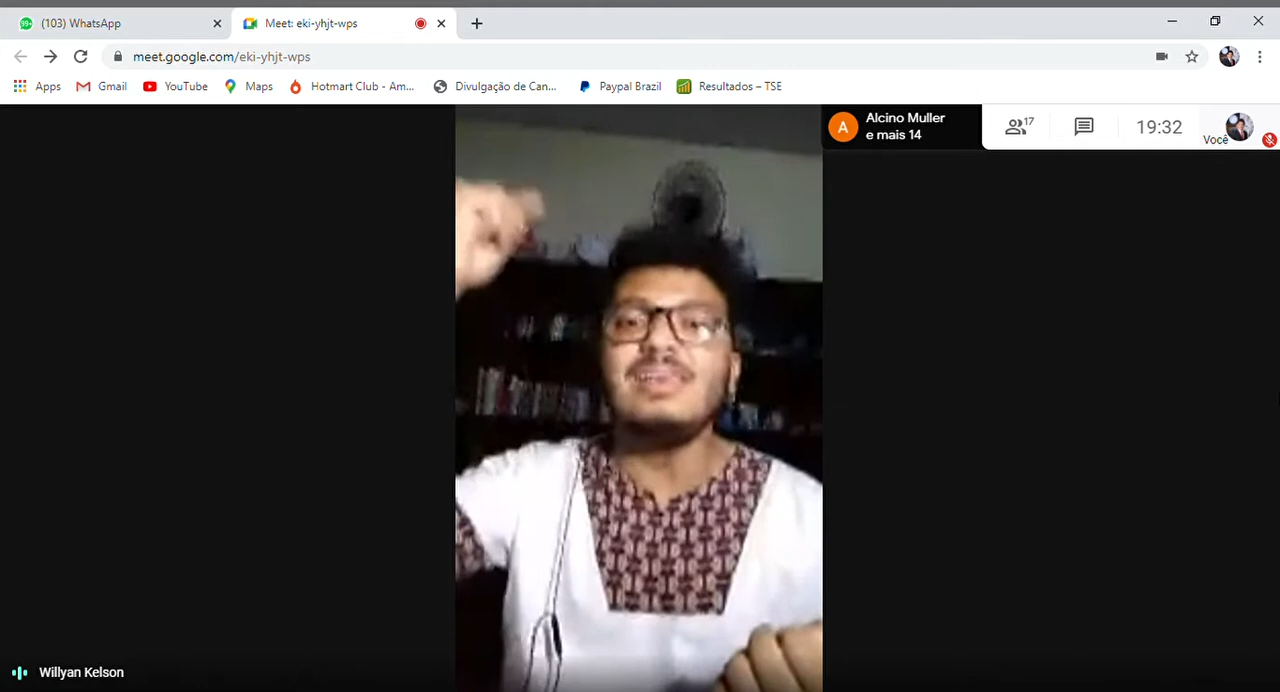 (103) WhatsApp
Meet: eki-yhjt-wps
meet.google.com/eki-yhjt-wps
Apps
Gmail
YouTube
Maps
Hotmart Club - Am...
Divulgação de Can...
Paypal Brazil
Resultados – TSE
A
Alcino Muller
e mais 14
17
19:32
Você
Willyan Kelson
99+